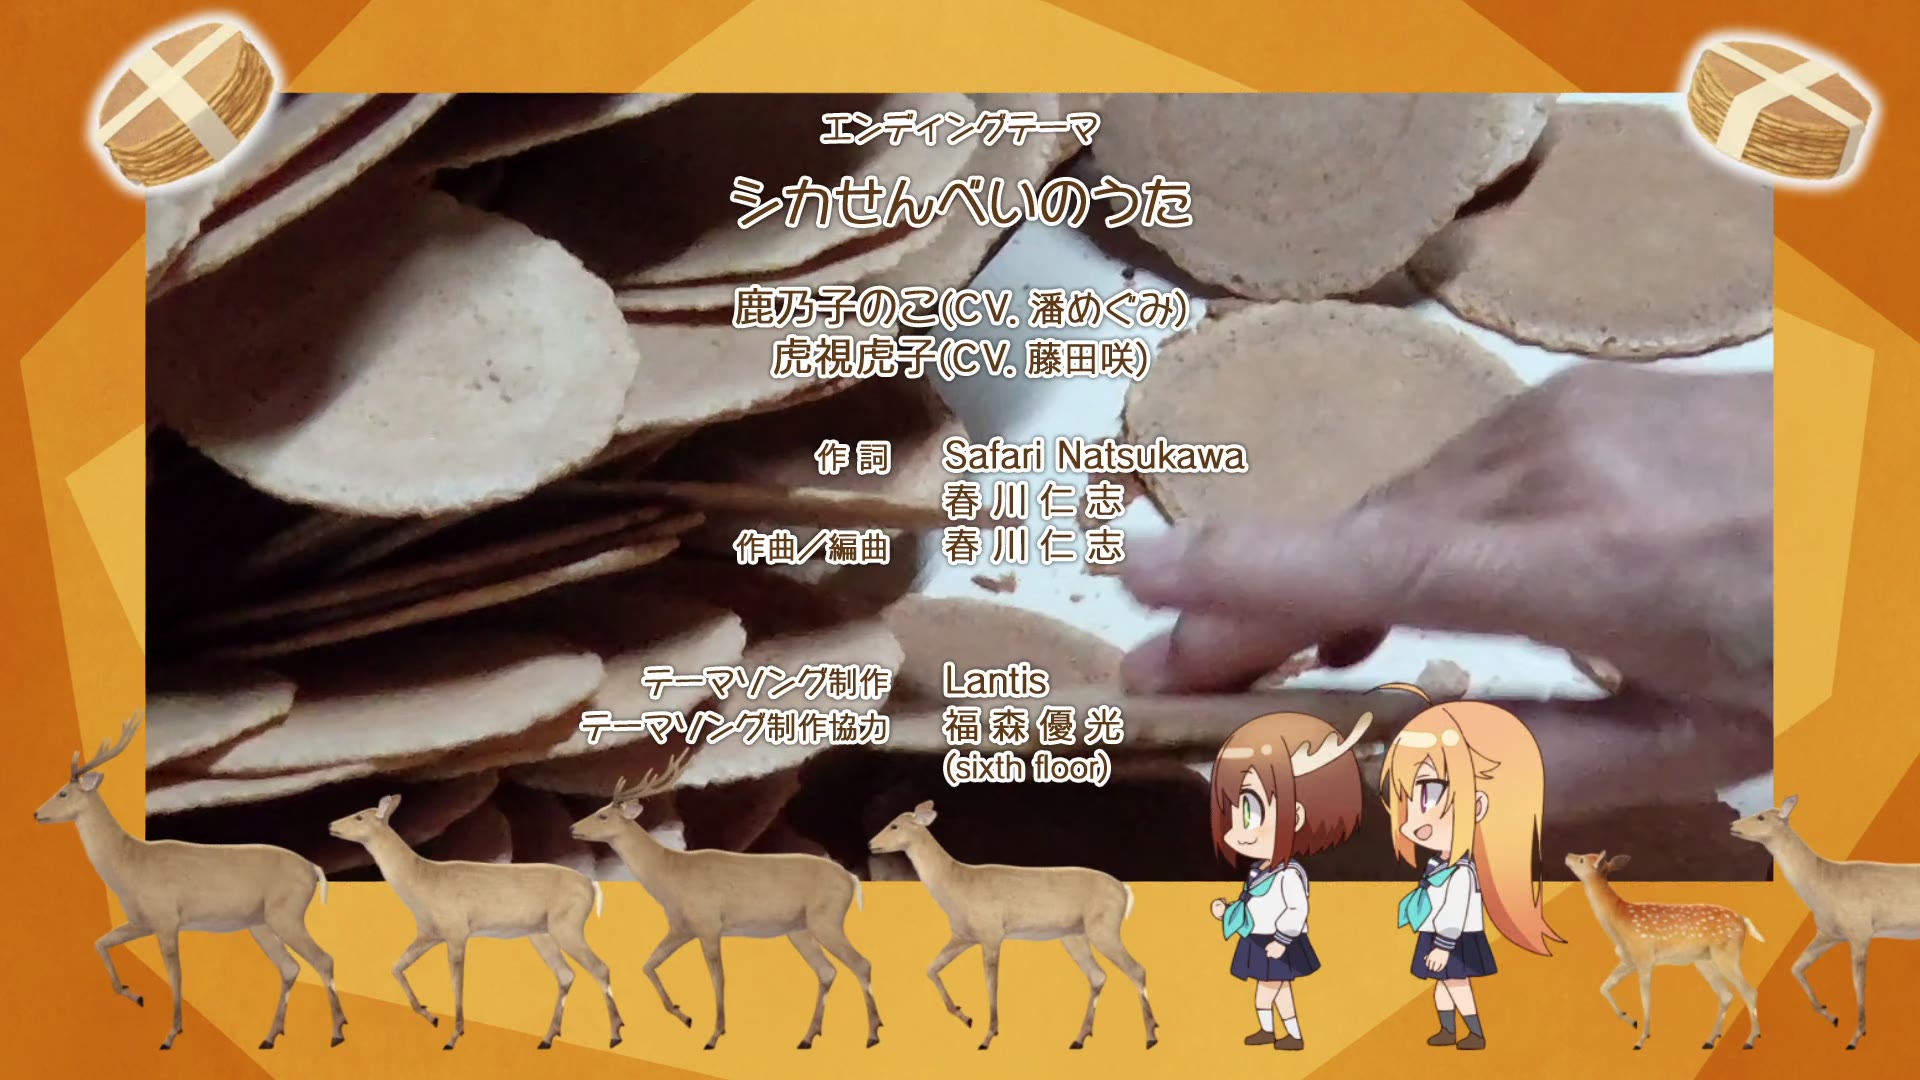 エンディングテーマ
シカせんべいのうた
鹿乃子のこ(CV. 潘めぐみ)
虎視虎子(CV. 藤田咲)
作詞 Safari Natsukawa
春川仁志
作曲／編曲 春川仁志
テーマソング制作 Lantis
テーマソング制作協力 福森優光
(sixth floor)